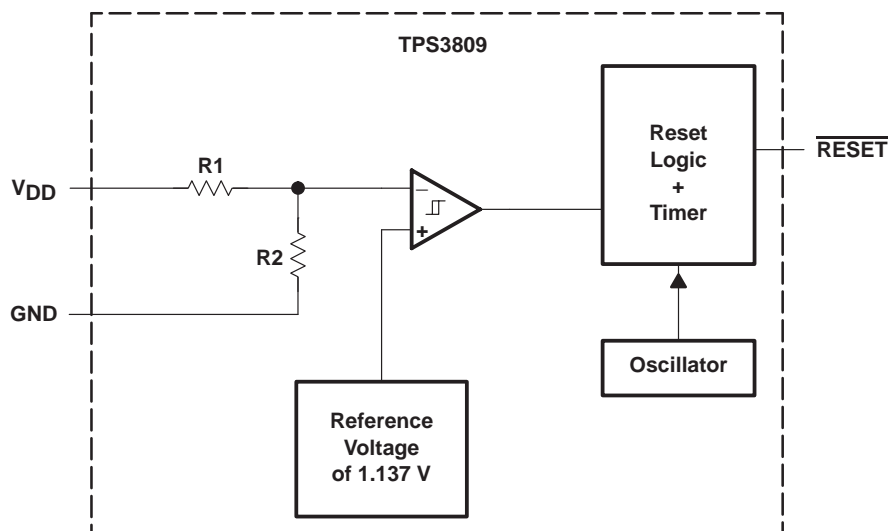 TPS3809
R1
VDD
R2
GND
−
+
Reset
Logic
+
Timer
RESET
Oscillator
Reference
Voltage
of 1.137 V